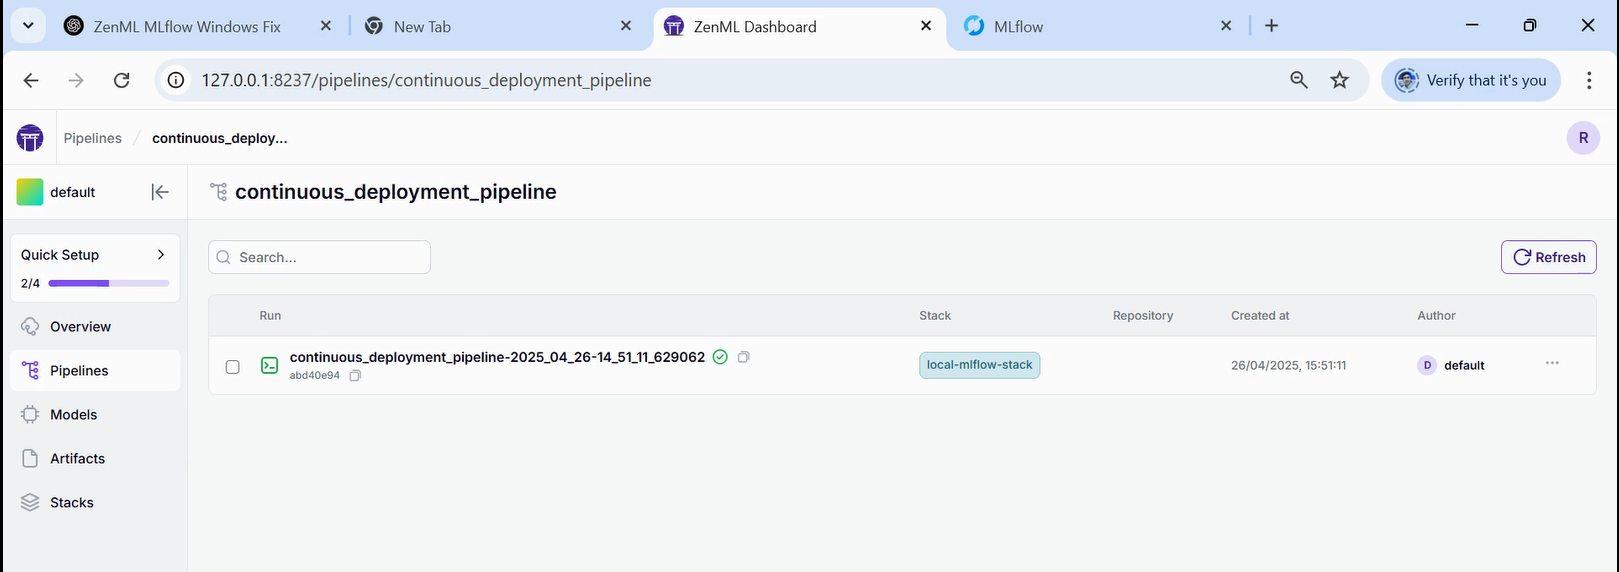 ZenML MLflow Windows Fix
New Tab
ZenML Dashboard
MLflow
127.0.0.1:8237/pipelines/continuous_deployment_pipeline
Verify that it's you
Pipelines / continuous_deploy...
R
default
continuous_deployment_pipeline
Quick Setup
2/4
Search...
Refresh
Overview
Pipelines
Models
Artifacts
Stacks
Run Stack Repository Created at Author
continuous_deployment_pipeline-2025_04_26-14_51_11_629062
abd40e94
local-mlflow-stack
26/04/2025, 15:51:11
D default